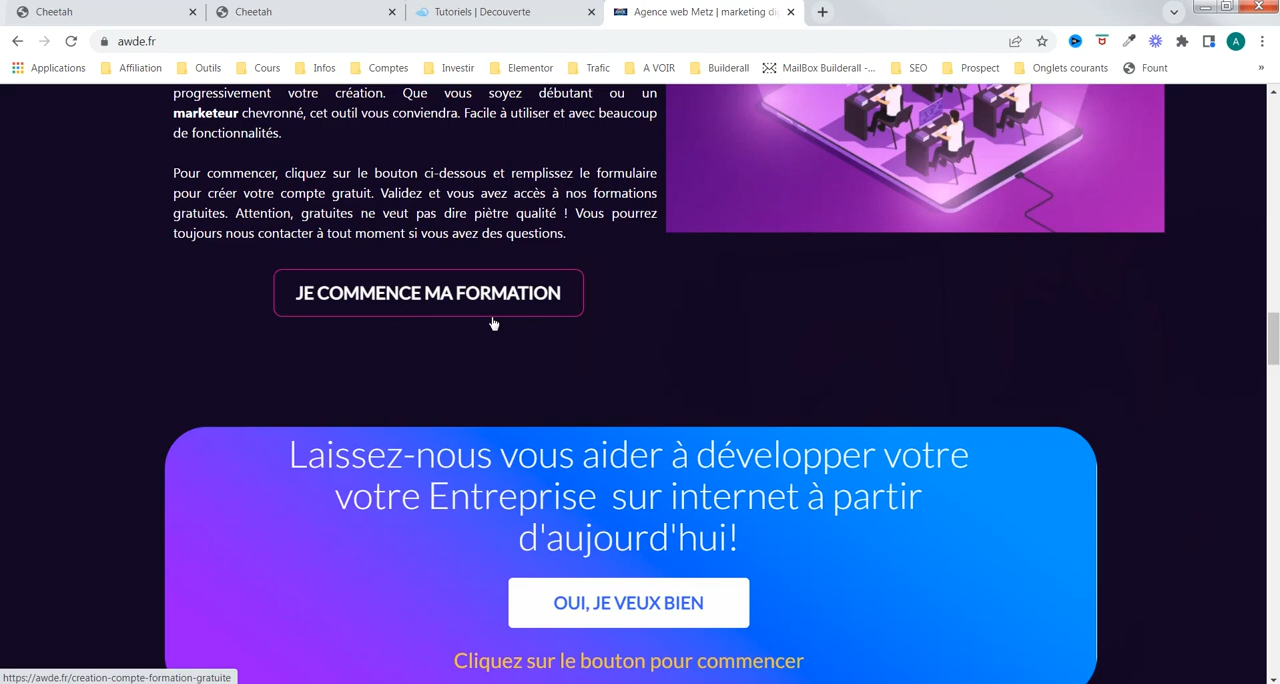 Cheetah
Cheetah
Tutoriels | Decouverte
Agence web Metz | marketing di
awde.fr
A
Applications
Affiliation
Outils
Cours
Infos
Comptes
Investir
Elementor
Trafic
A VOIR
Builderall
MailBox Builderall -...
SEO
Prospect
Onglets courants
Fount
»
progressivement votre création. Que vous soyez débutant ou un
marketeur chevronné, cet outil vous conviendra. Facile à utiliser et avec beaucoup
de fonctionnalités.
Pour commencer, cliquez sur le bouton ci-dessous et remplissez le formulaire
pour créer votre compte gratuit. Validez et vous avez accès à nos formations
gratuites. Attention, gratuites ne veut pas dire piètre qualité ! Vous pourrez
toujours nous contacter à tout moment si vous avez des questions.
JE COMMENCE MA FORMATION
Laissez-nous vous aider à développer votre
votre Entreprise sur internet à partir
d'aujourd'hui!
OUI, JE VEUX BIEN
Cliquez sur le bouton pour commencer
https://awde.fr/creation-compte-formation-gratuite